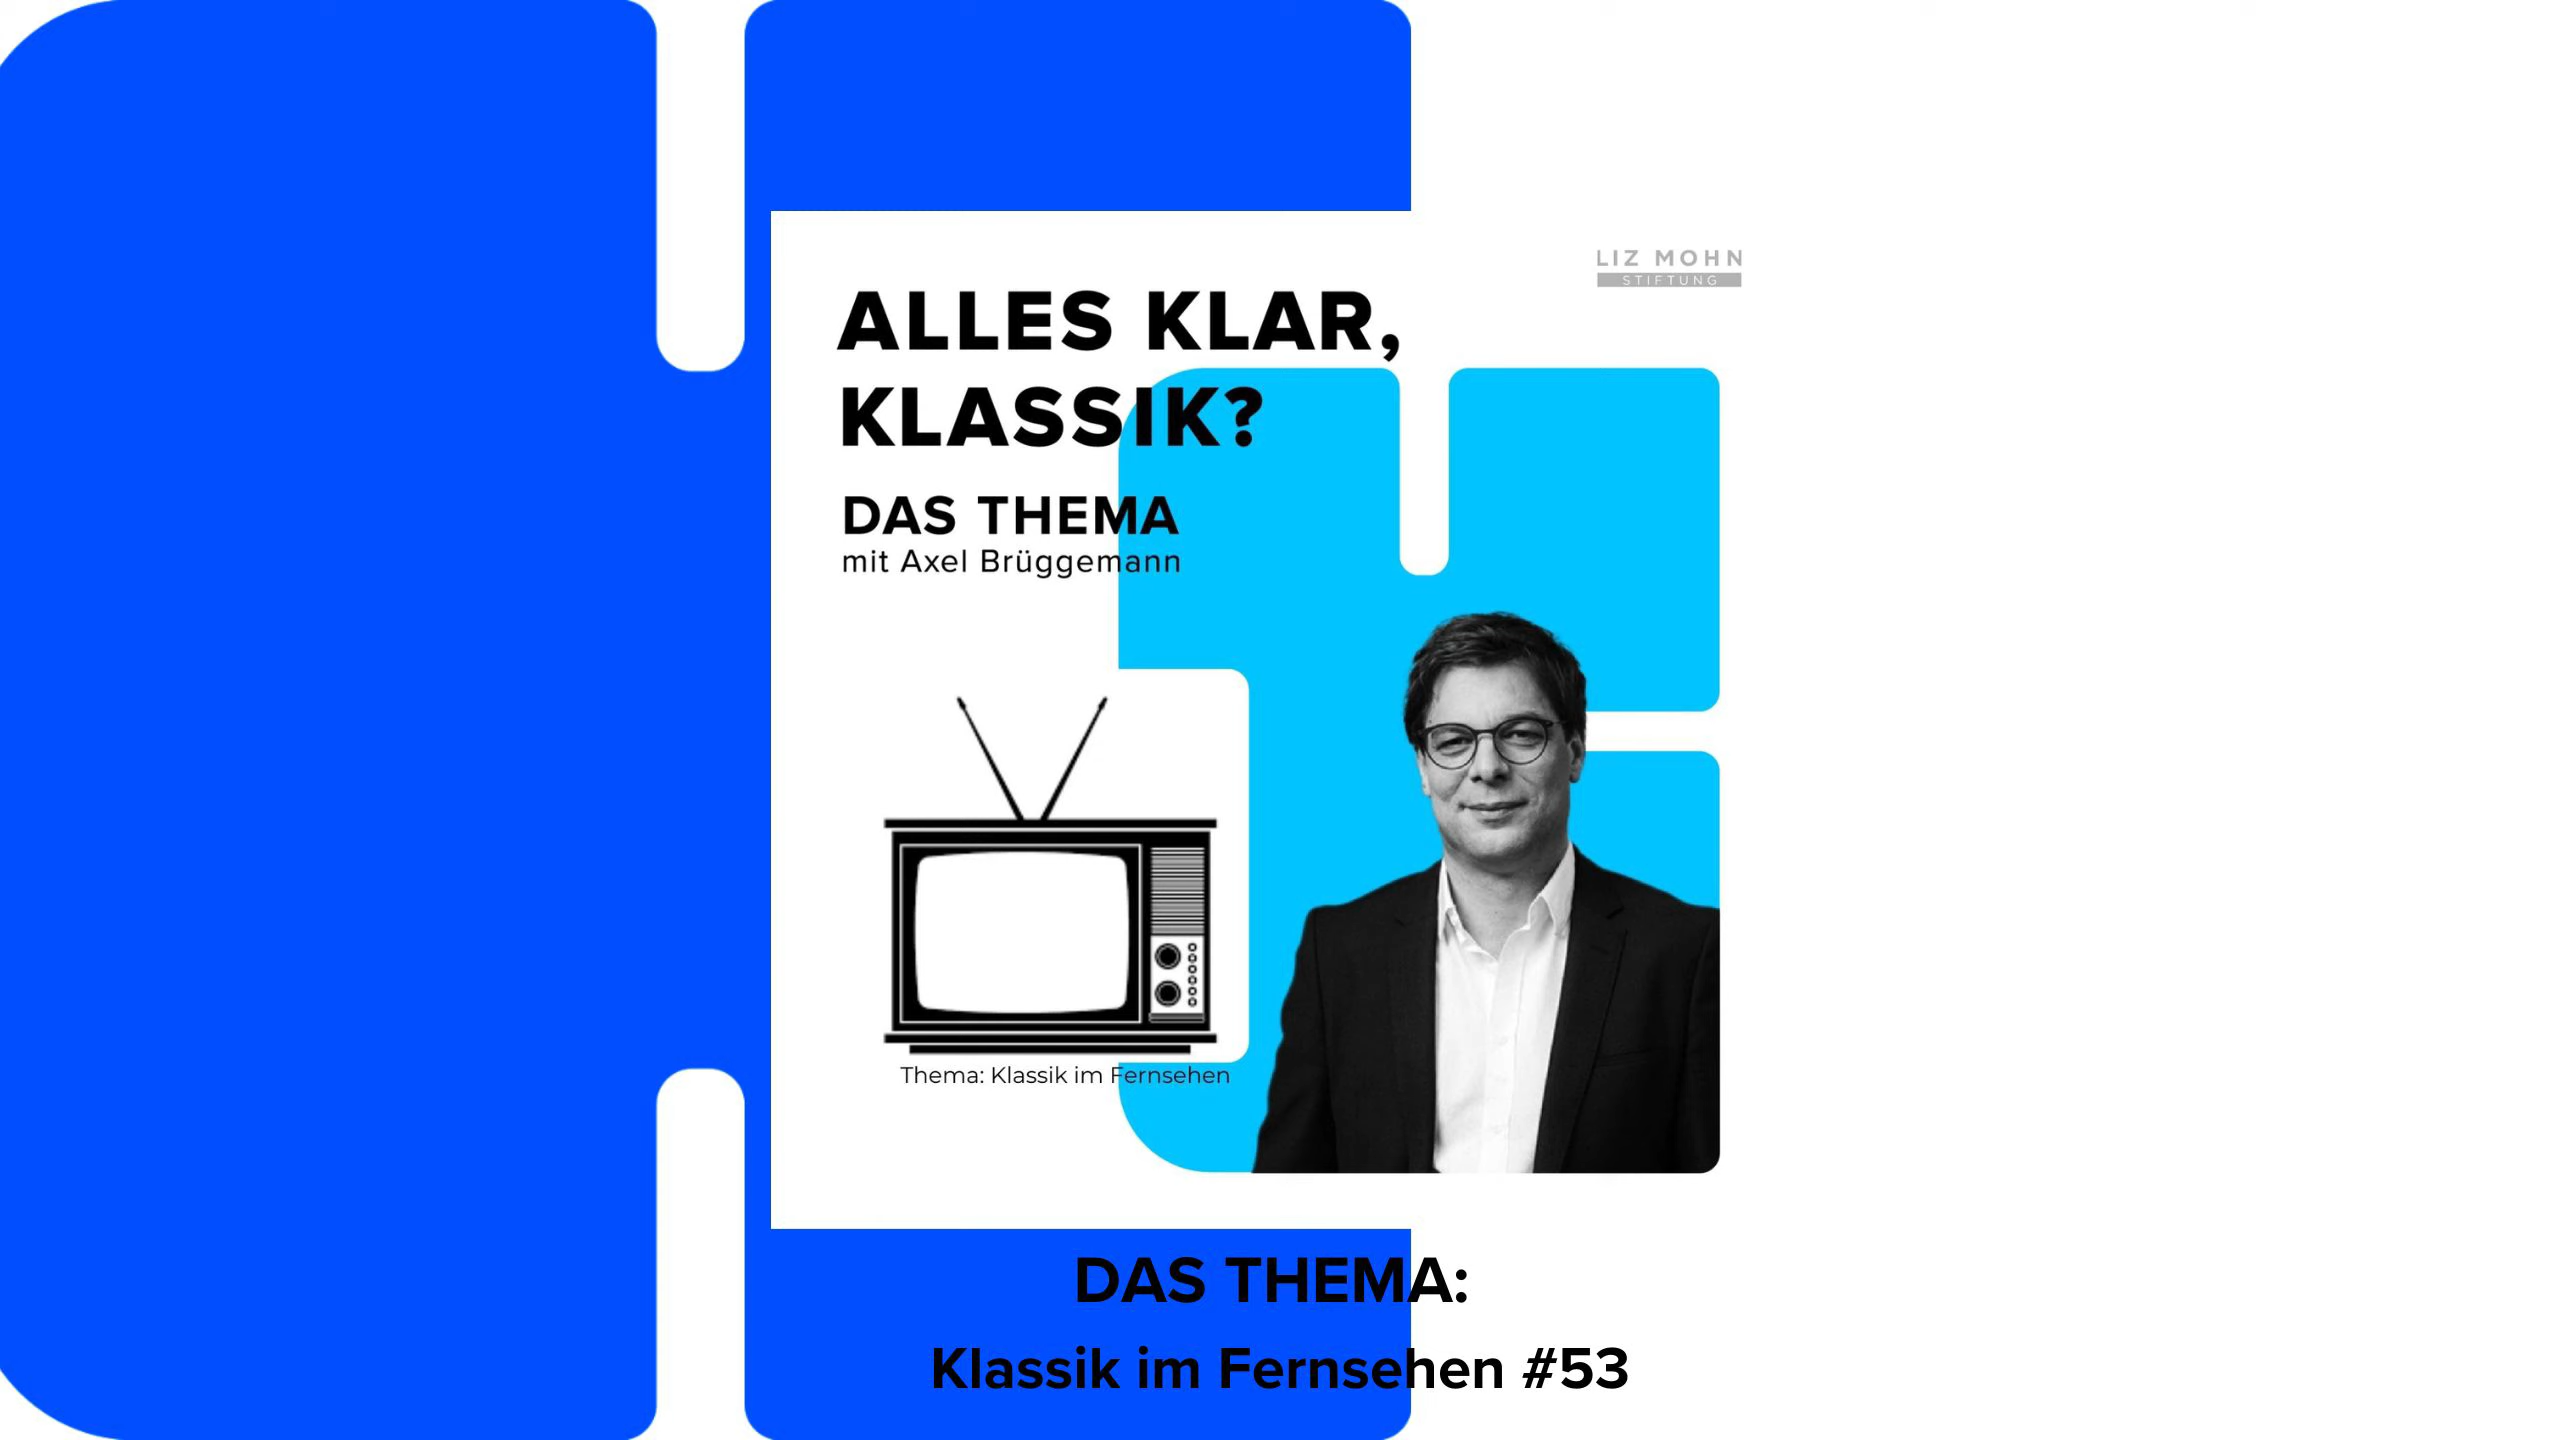 LIZ MOHN
STIFTUNG
ALLES KLAR,
KLASSIK?
DAS THEMA
mit Axel Brüggemann
Thema: Klassik im Fernsehen
DAS THEMA:
Klassik im Fernsehen #53